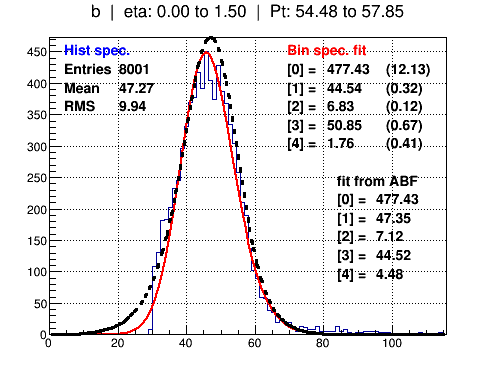 b | eta: 0.00 to 1.50 | Pt: 54.48 to 57.85
Hist spec.
Entries 8001
Mean 47.27
RMS 9.94
Bin spec. fit
[0] = 477.43 (12.13)
[1] = 44.54 (0.32)
[2] = 6.83 (0.12)
[3] = 50.85 (0.67)
[4] = 1.76 (0.41)
fit from ABF
[0] = 477.43
[1] = 47.35
[2] = 7.12
[3] = 44.52
[4] = 4.48
450
400
350
300
250
200
150
100
50
0
0 20 40 60 80 100